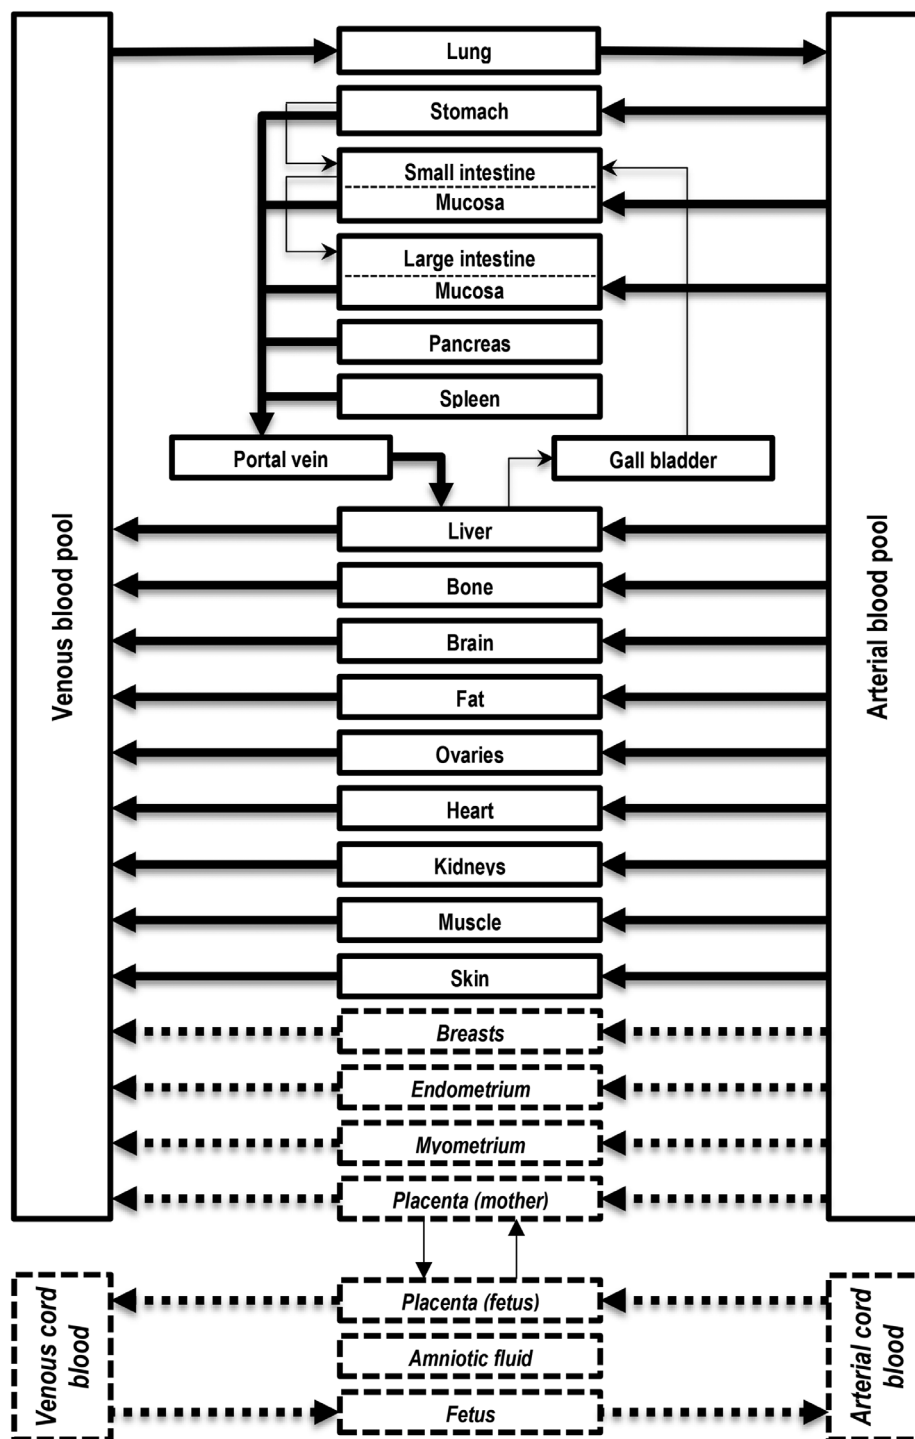 Lung
Stomach
Small intestine
Mucosa
Large intestine
Mucosa
Pancreas
Spleen
Portal vein
Gall bladder
Liver
Bone
Brain
Fat
Ovaries
Heart
Kidneys
Muscle
Skin
Breasts
Endometrium
Myometrium
Placenta (mother)
Placenta (fetus)
Amniotic fluid
Fetus
Venous blood pool
Arterial blood pool
Venous cord
blood
Arterial cord
blood